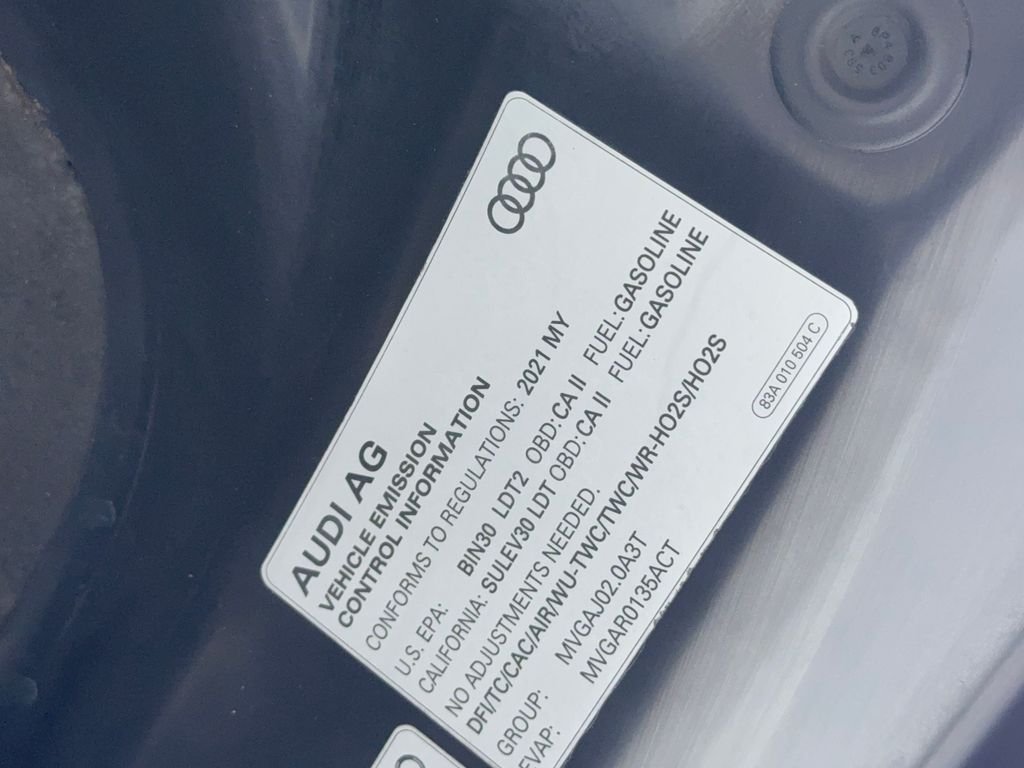 AUDI AG
VEHICLE EMISSION
CONTROL INFORMATION
CONFORMS TO REGULATIONS: 2021 MY
U.S. EPA: BIN30 LDT2 OBD:CA II FUEL:GASOLINE
CALIFORNIA: SULEV30 LDT OBD:CA II FUEL:GASOLINE
NO ADJUSTMENTS NEEDED.
DFI/TC/CAC/AIR/WU-TWC/TWC/WR-HO2S/HO2S
GROUP: MVGAJ02.0A3T
EVAP: MVGAR0135ACT
83A 010 504 C